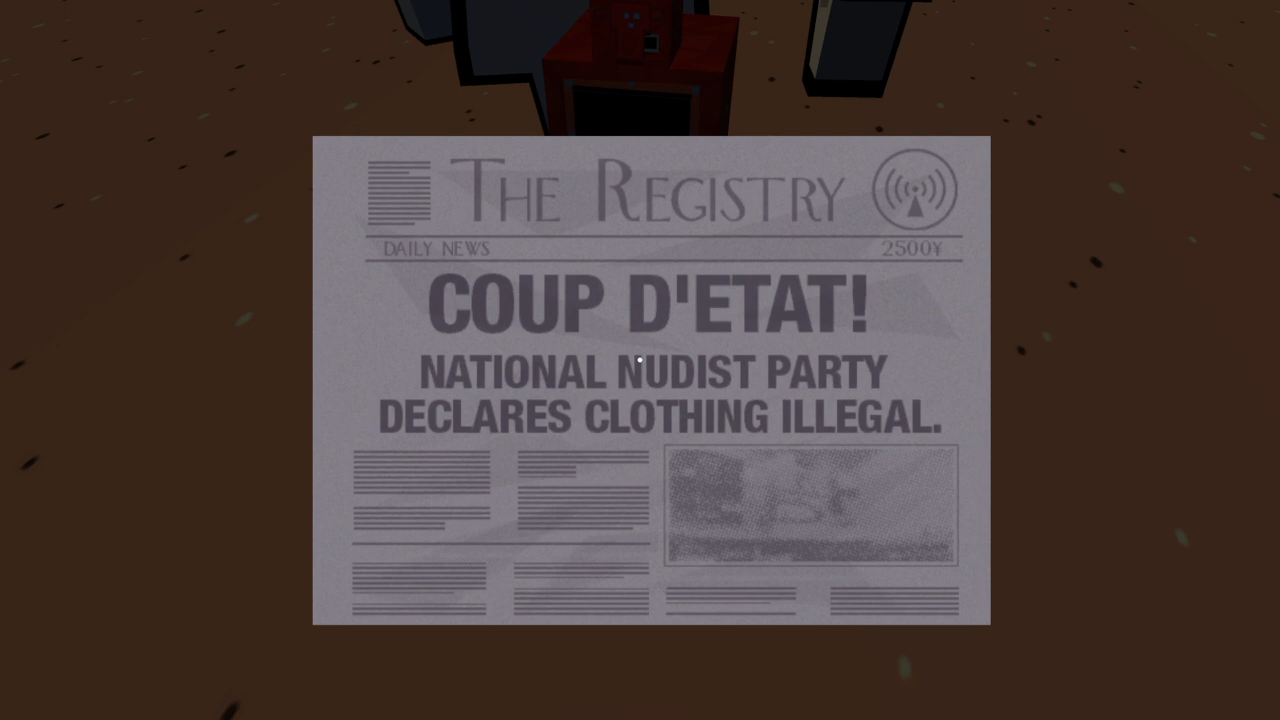 THE REGISTRY
DAILY NEWS
2500¥
COUP D'ETAT!
NATIONAL NUDIST PARTY
DECLARES CLOTHING ILLEGAL.